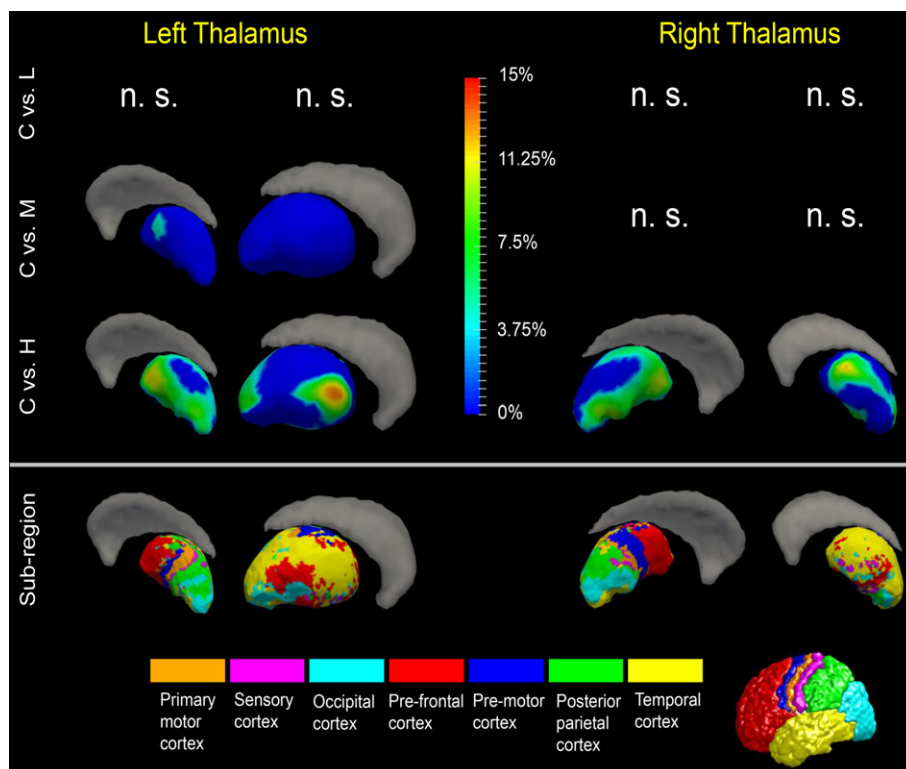 Left Thalamus
Right Thalamus
C vs. L
n. s.
n. s.
n. s.
n. s.
15%
11.25%
7.5%
3.75%
0%
C vs. M
n. s.
n. s.
C vs. H
Sub-region
Primary
motor
cortex
Sensory
cortex
Occipital
cortex
Pre-frontal
cortex
Pre-motor
cortex
Posterior
parietal
cortex
Temporal
cortex